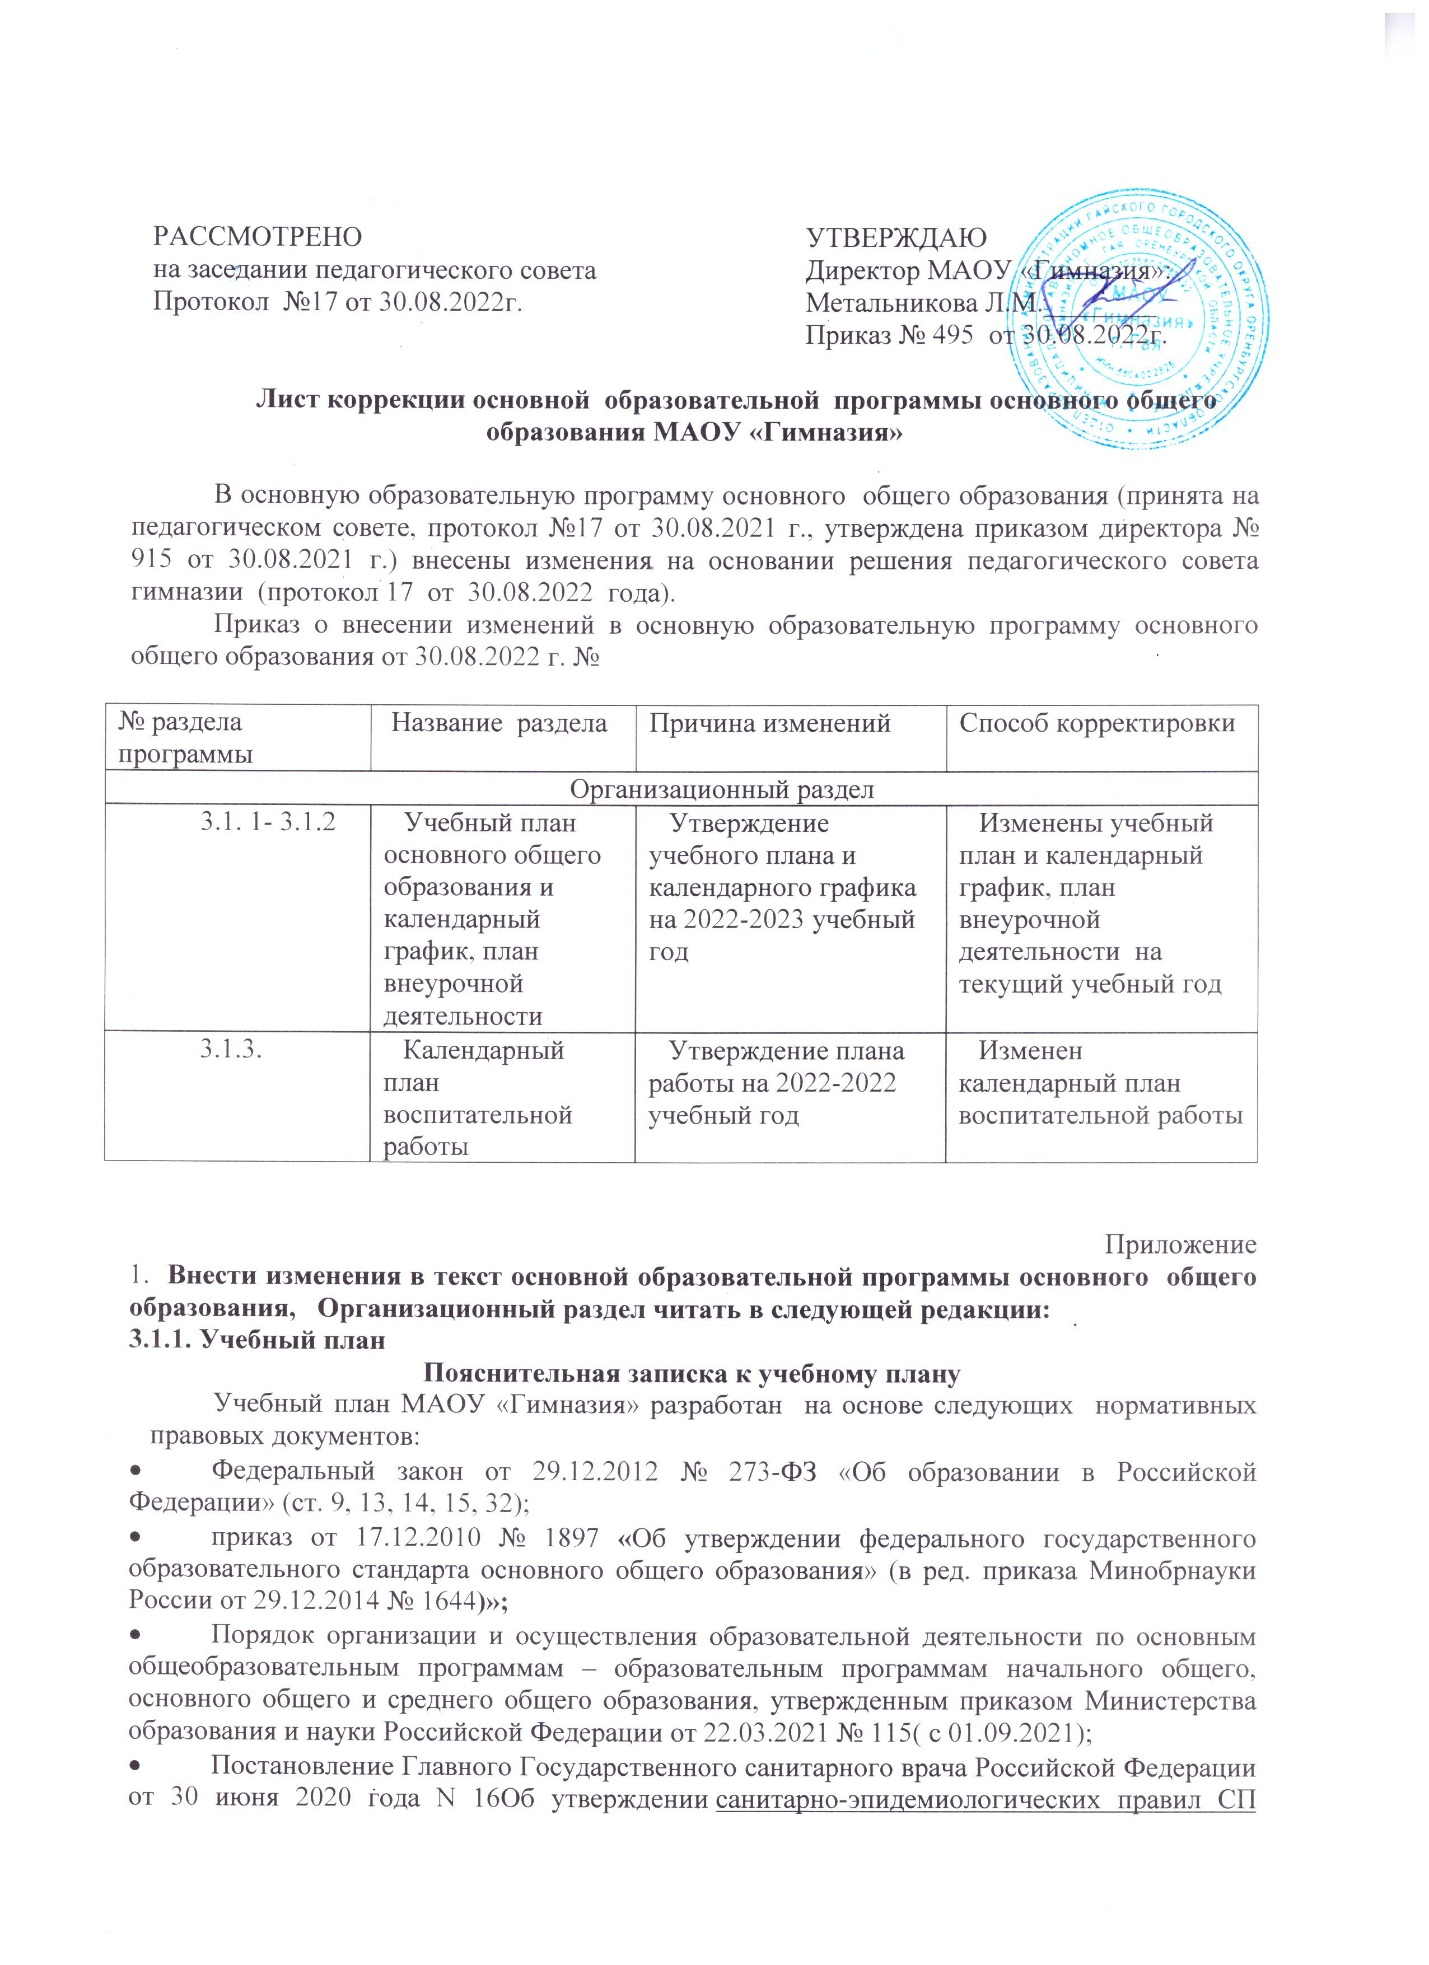 РАССМОТРЕНО
на заседании педагогического совета
Протокол №17 от 30.08.2022г.
УТВЕРЖДАЮ
Директор МАОУ «Гимназия»:
Метальникова Л.М.:________
Приказ № 495 от 30.08.2022г.
МАОУ
«Гимназия»
г. Гая
Лист коррекции основной образовательной программы основного общего
образования МАОУ «Гимназия»
В основную образовательную программу основного общего образования (принята на
педагогическом совете, протокол №17 от 30.08.2021 г., утверждена приказом директора №
915 от 30.08.2021 г.) внесены изменения на основании решения педагогического совета
гимназии (протокол 17 от 30.08.2022 года).
Приказ о внесении изменений в основную образовательную программу основного
общего образования от 30.08.2022 г. №
№ раздела
программы
Название раздела
Причина изменений
Способ корректировки
Организационный раздел
3.1. 1- 3.1.2
Учебный план
основного общего
образования и
календарный
график, план
внеурочной
деятельности
Утверждение
учебного плана и
календарного графика
на 2022-2023 учебный
год
Изменены учебный
план и календарный
график, план
внеурочной
деятельности на
текущий учебный год
3.1.3.
Календарный
план
воспитательной
работы
Утверждение плана
работы на 2022-2022
учебный год
Изменен
календарный план
воспитательной работы
Приложение
1. Внести изменения в текст основной образовательной программы основного общего
образования, Организационный раздел читать в следующей редакции:
3.1.1. Учебный план
Пояснительная записка к учебному плану
Учебный план МАОУ «Гимназия» разработан на основе следующих нормативных
правовых документов:
• Федеральный закон от 29.12.2012 № 273-ФЗ «Об образовании в Российской
Федерации» (ст. 9, 13, 14, 15, 32);
• приказ от 17.12.2010 № 1897 «Об утверждении федерального государственного
образовательного стандарта основного общего образования» (в ред. приказа Минобрнауки
России от 29.12.2014 № 1644)»;
• Порядок организации и осуществления образовательной деятельности по основным
общеобразовательным программам – образовательным программам начального общего,
основного общего и среднего общего образования, утвержденным приказом Министерства
образования и науки Российской Федерации от 22.03.2021 № 115( с 01.09.2021);
• Постановление Главного Государственного санитарного врача Российской Федерации
от 30 июня 2020 года N 16Об утверждении санитарно-эпидемиологических правил СП